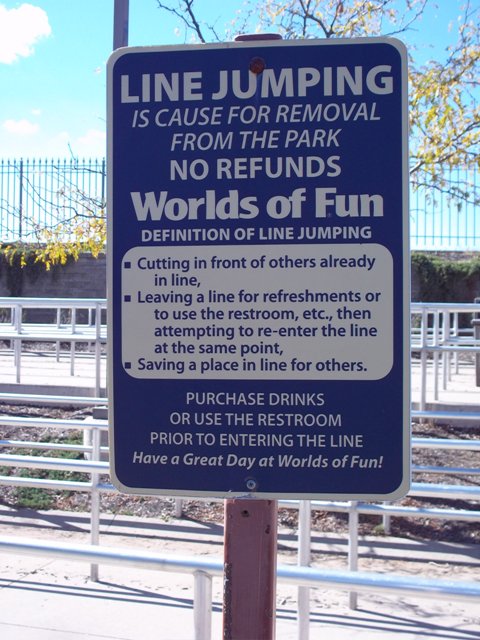 LINE JUMPING
IS CAUSE FOR REMOVAL
FROM THE PARK
NO REFUNDS
Worlds of Fun
DEFINITION OF LINE JUMPING
▪ Cutting in front of others already
in line,
▪ Leaving a line for refreshments or
to use the restroom, etc., then
attempting to re-enter the line
at the same point,
▪ Saving a place in line for others.
PURCHASE DRINKS
OR USE THE RESTROOM
PRIOR TO ENTERING THE LINE
Have a Great Day at Worlds of Fun!